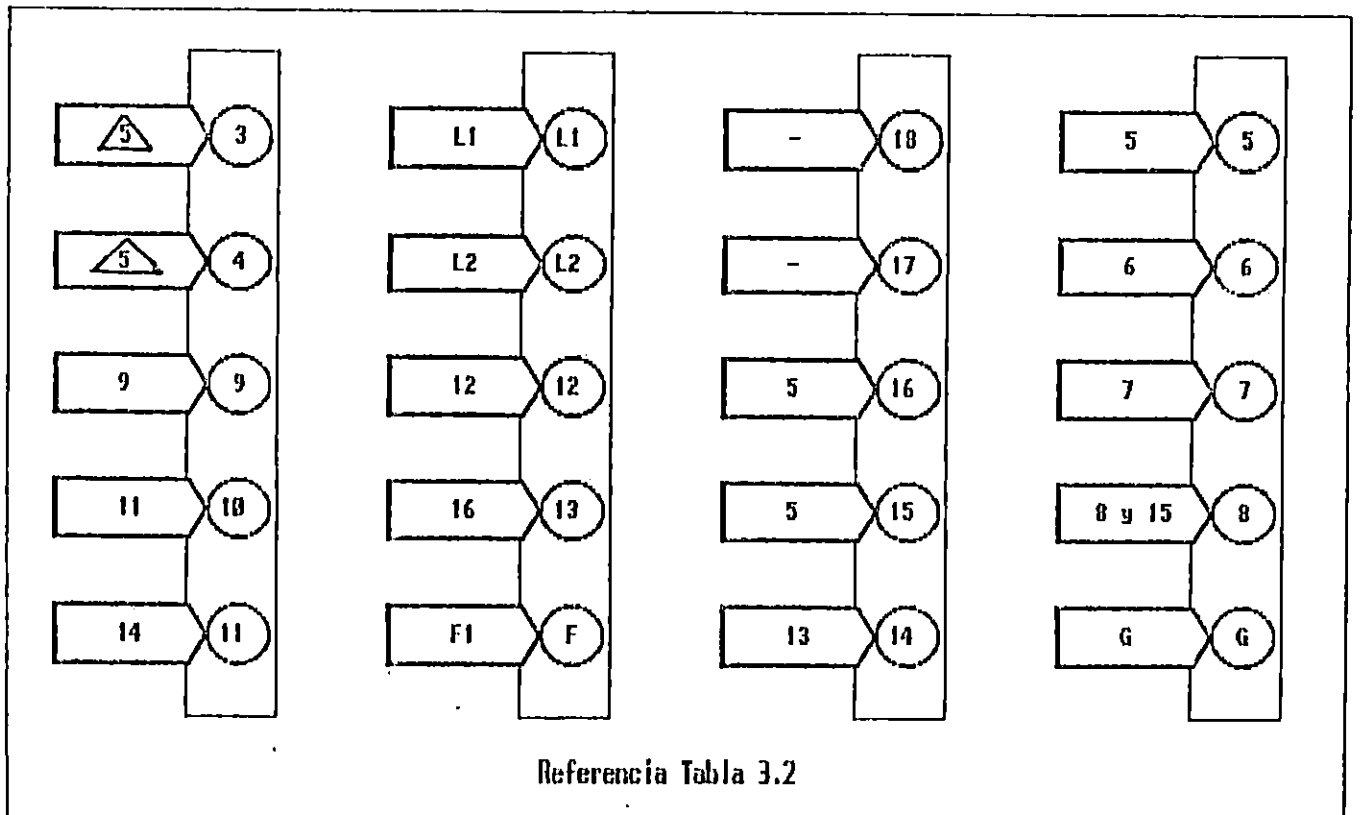 5 3 L1 L1 - 18 5 5
5 4 L2 L2 - 17 6 6
9 9 12 12 5 16 7 7
11 10 16 13 5 15 8 y 15 8
14 11 F1 F 13 14 G G
Referencia Tabla 3.2